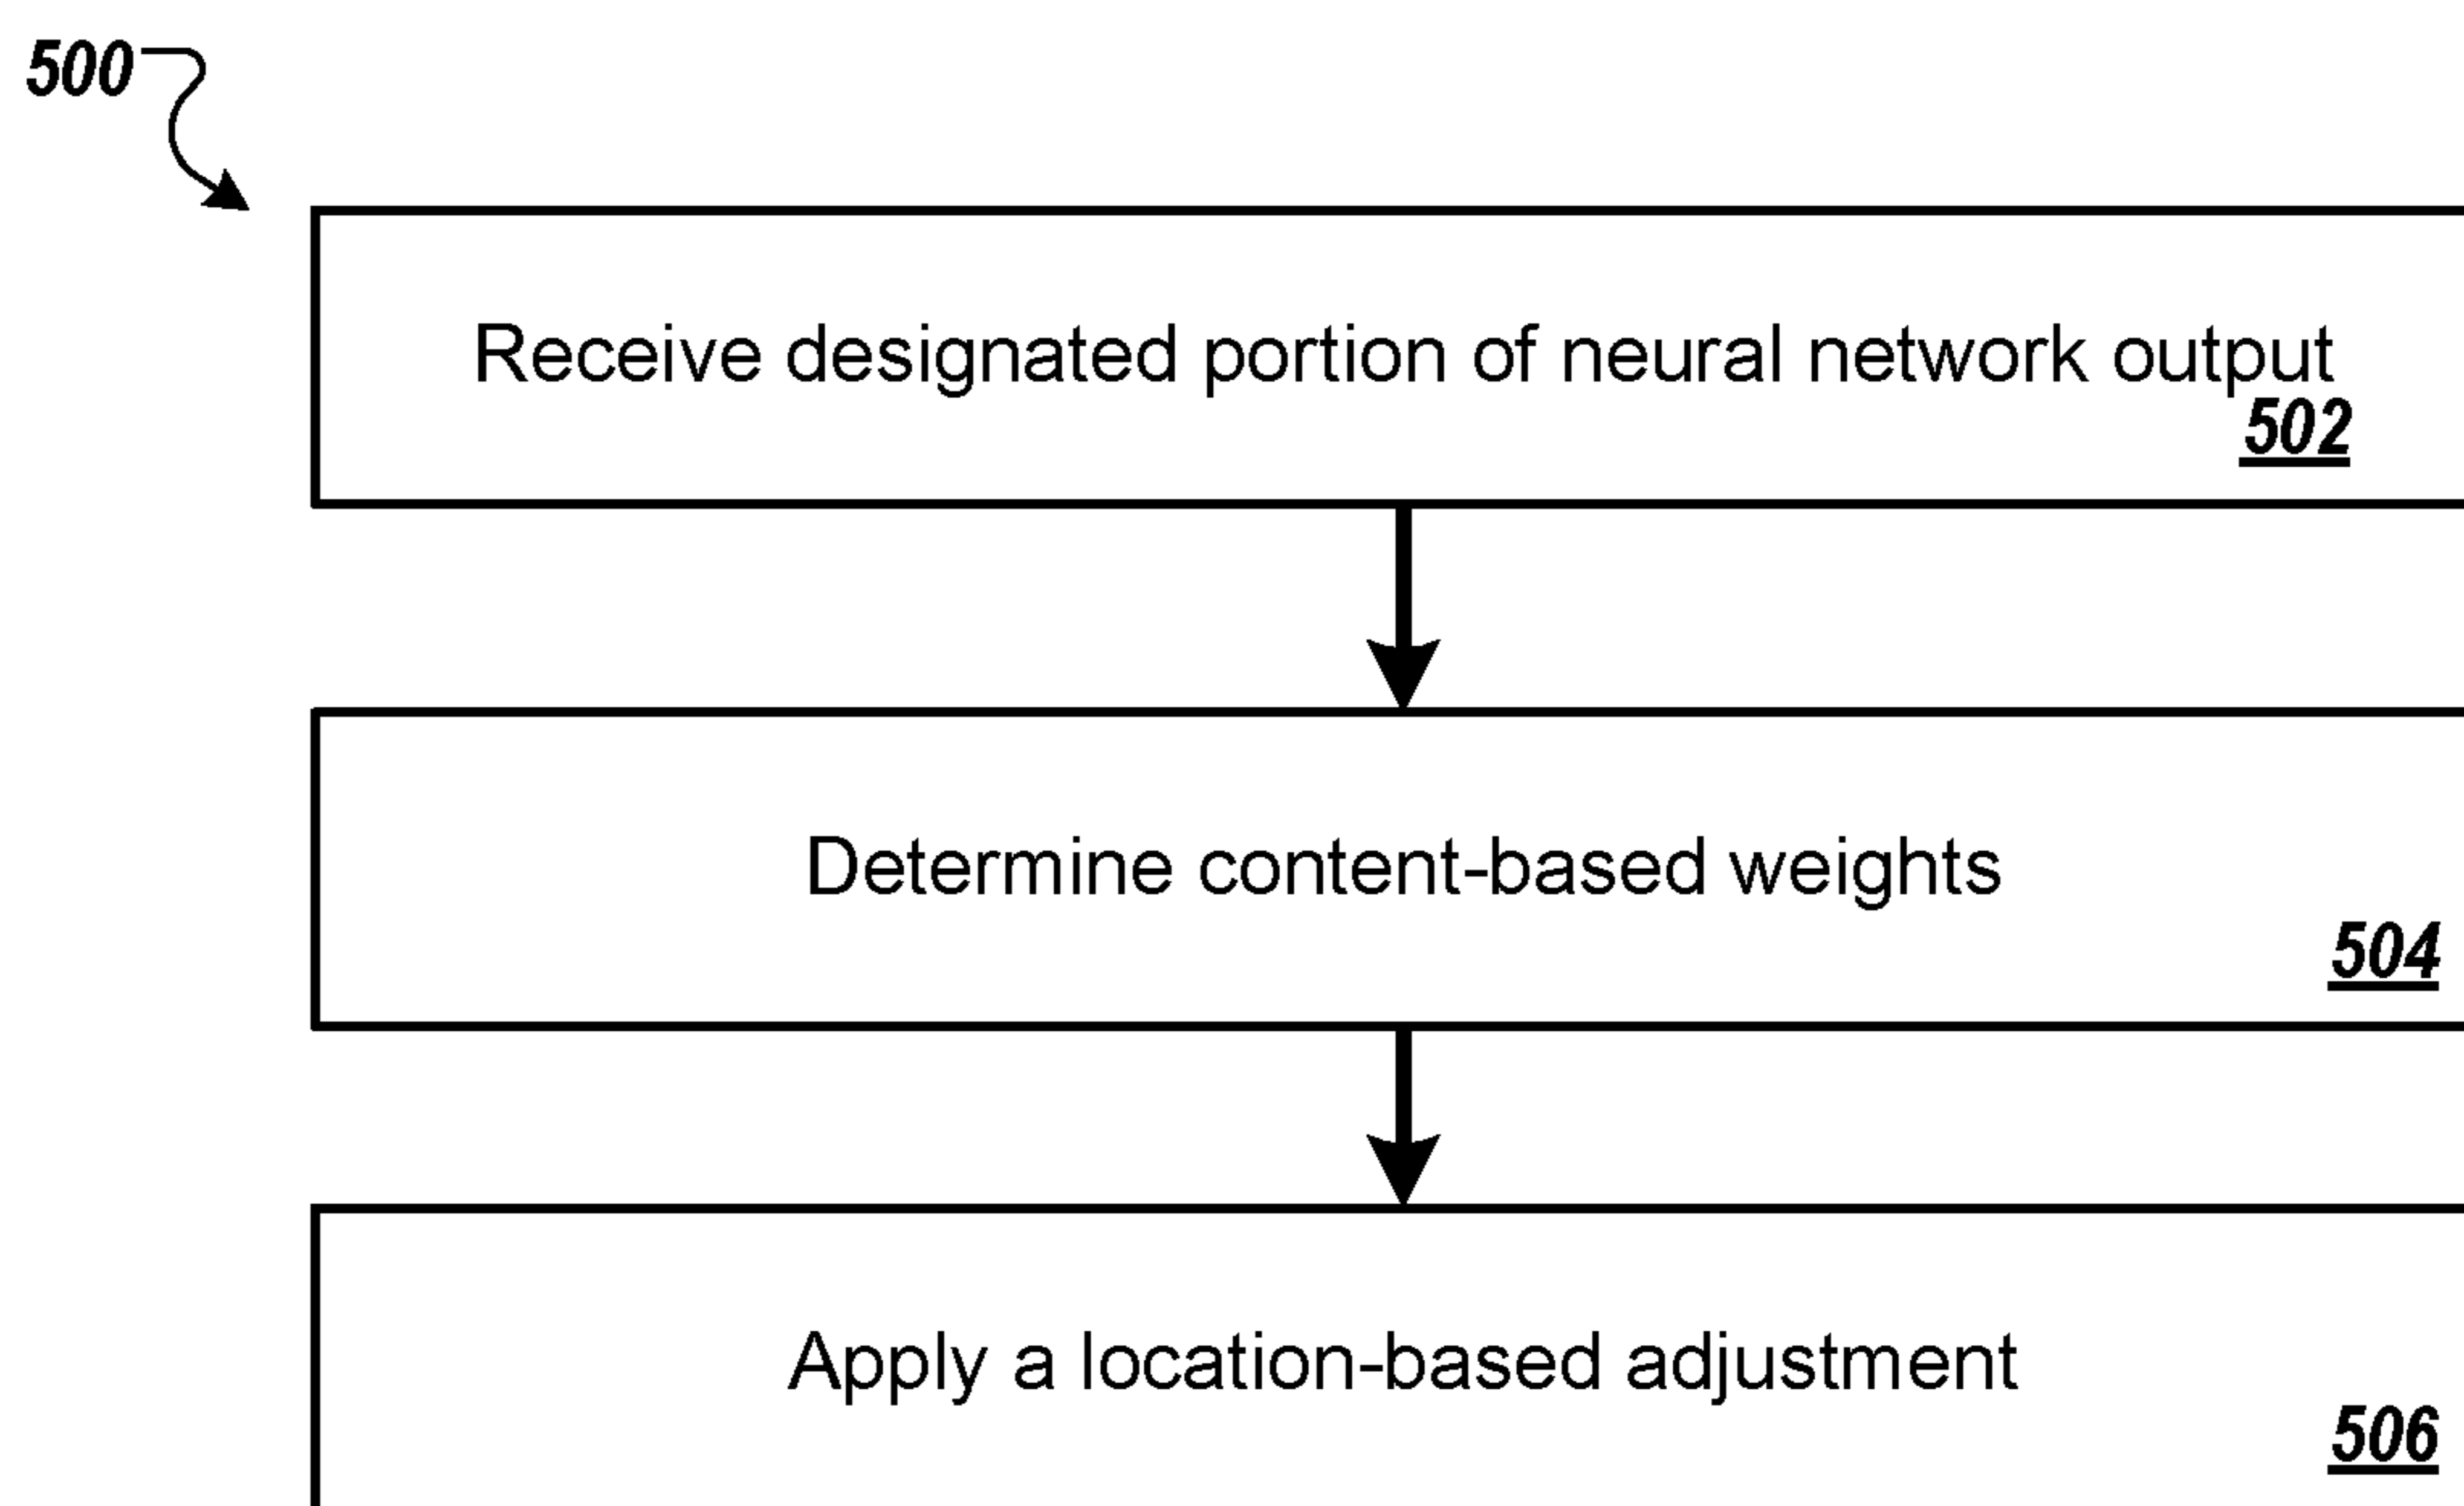 500
Receive designated portion of neural network output
502
Determine content-based weights
504
Apply a location-based adjustment
506